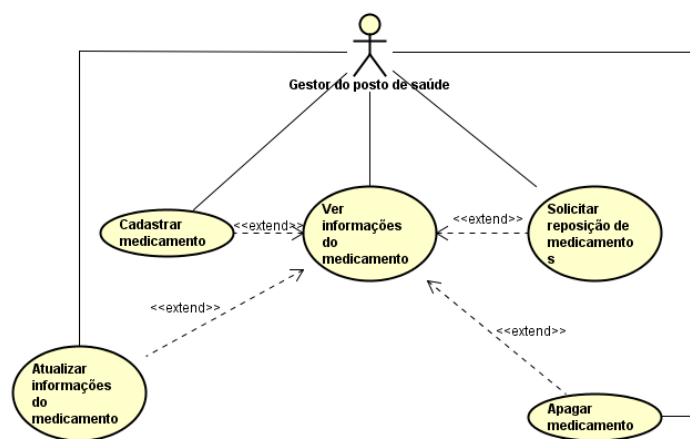 Gestor do posto de saúde
Cadastrar
medicamento
<<extend>>
Ver
informações
do
medicamento
<<extend>>
Solicitar
reposição de
medicamento
s
<<extend>>
<<extend>>
Atualizar
informações
do
medicamento
Apagar
medicamento